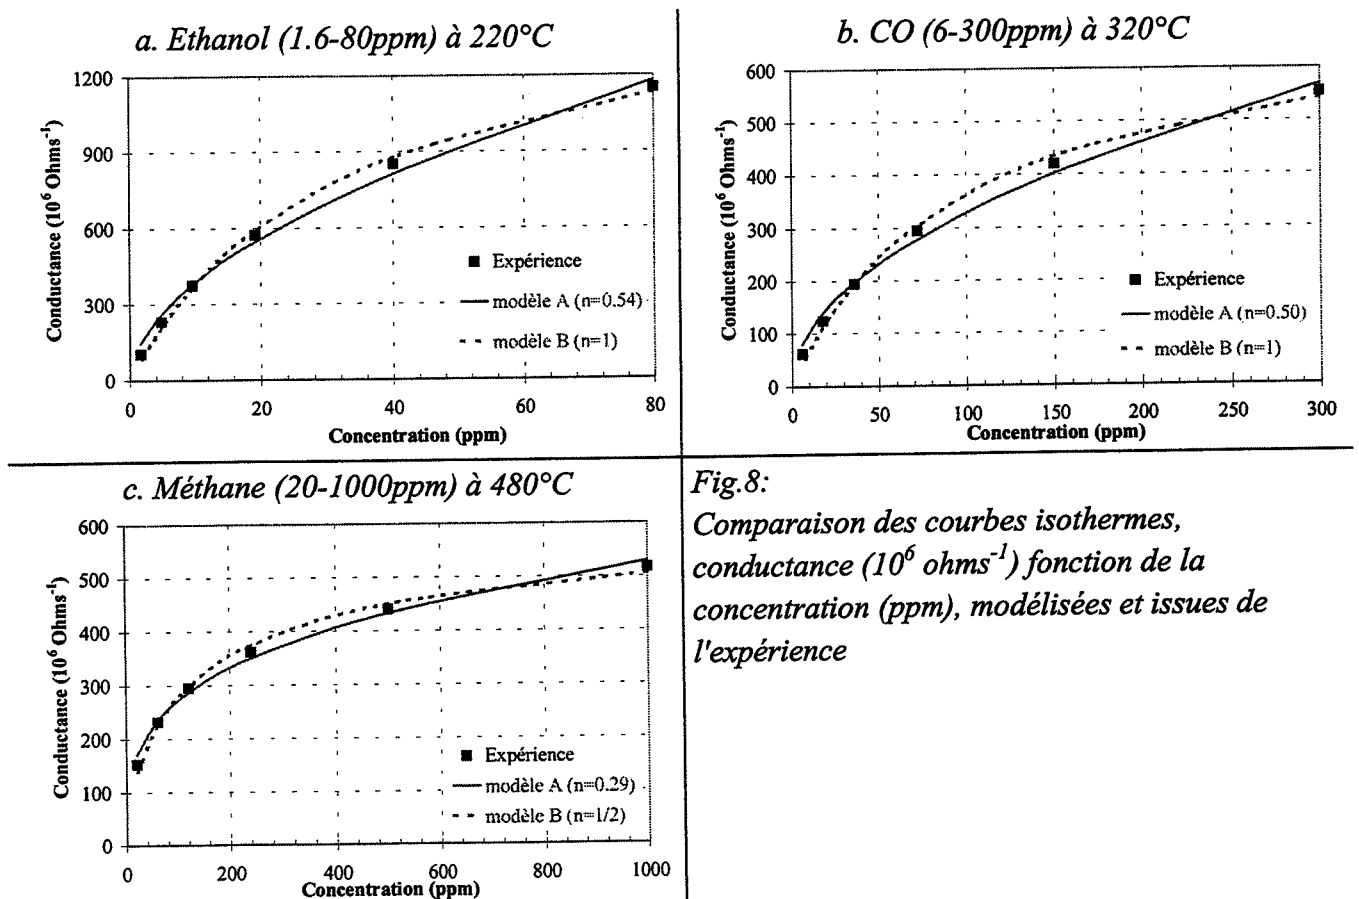 a. Ethanol (1.6-80ppm) à 220°C
1200
900
600
300
0
Conductance (10⁶ Ohms⁻¹)
0 20 40 60 80
Concentration (ppm)
Expérience
modèle A (n=0.54)
modèle B (n=1)
b. CO (6-300ppm) à 320°C
600
500
400
300
200
100
0
Conductance (10⁶ Ohms⁻¹)
0 50 100 150 200 250 300
Concentration (ppm)
Expérience
modèle A (n=0.50)
modèle B (n=1)
c. Méthane (20-1000ppm) à 480°C
600
500
400
300
200
100
0
Conductance (10⁶ Ohms⁻¹)
0 200 400 600 800 1000
Concentration (ppm)
Expérience
modèle A (n=0.29)
modèle B (n=1/2)
Fig.8:
Comparaison des courbes isothermes,
conductance (10⁶ ohms⁻¹) fonction de la
concentration (ppm), modélisées et issues de
l'expérience